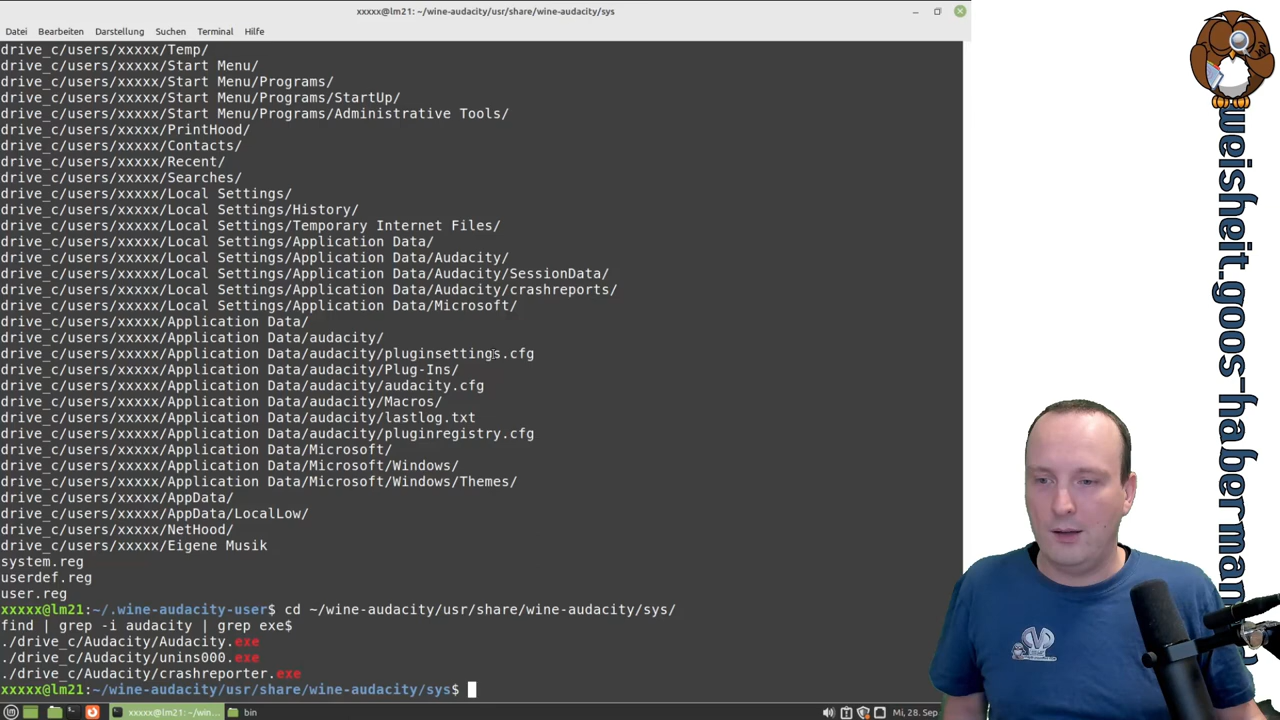 xxxxx@lm21: ~/wine-audacity/usr/share/wine-audacity/sys
Datei Bearbeiten Darstellung Suchen Terminal Hilfe
drive_c/users/xxxxx/Temp/
drive_c/users/xxxxx/Start Menu/
drive_c/users/xxxxx/Start Menu/Programs/
drive_c/users/xxxxx/Start Menu/Programs/StartUp/
drive_c/users/xxxxx/Start Menu/Programs/Administrative Tools/
drive_c/users/xxxxx/PrintHood/
drive_c/users/xxxxx/Contacts/
drive_c/users/xxxxx/Recent/
drive_c/users/xxxxx/Searches/
drive_c/users/xxxxx/Local Settings/
drive_c/users/xxxxx/Local Settings/History/
drive_c/users/xxxxx/Local Settings/Temporary Internet Files/
drive_c/users/xxxxx/Local Settings/Application Data/
drive_c/users/xxxxx/Local Settings/Application Data/Audacity/
drive_c/users/xxxxx/Local Settings/Application Data/Audacity/SessionData/
drive_c/users/xxxxx/Local Settings/Application Data/Audacity/crashreports/
drive_c/users/xxxxx/Local Settings/Application Data/Microsoft/
drive_c/users/xxxxx/Application Data/
drive_c/users/xxxxx/Application Data/audacity/
drive_c/users/xxxxx/Application Data/audacity/pluginsettings.cfg
drive_c/users/xxxxx/Application Data/audacity/Plug-Ins/
drive_c/users/xxxxx/Application Data/audacity/audacity.cfg
drive_c/users/xxxxx/Application Data/audacity/Macros/
drive_c/users/xxxxx/Application Data/audacity/lastlog.txt
drive_c/users/xxxxx/Application Data/audacity/pluginregistry.cfg
drive_c/users/xxxxx/Application Data/Microsoft/
drive_c/users/xxxxx/Application Data/Microsoft/Windows/
drive_c/users/xxxxx/Application Data/Microsoft/Windows/Themes/
drive_c/users/xxxxx/AppData/
drive_c/users/xxxxx/AppData/LocalLow/
drive_c/users/xxxxx/NetHood/
drive_c/users/xxxxx/Eigene Musik
system.reg
userdef.reg
user.reg
xxxxx@lm21:~/.wine-audacity-user$ cd ~/wine-audacity/usr/share/wine-audacity/sys/
find | grep -i audacity | grep exe$
./drive_c/Audacity/Audacity.exe
./drive_c/Audacity/unins000.exe
./drive_c/Audacity/crashreporter.exe
xxxxx@lm21:~/wine-audacity/usr/share/wine-audacity/sys$
xxxxx@lm21: ~/win... bin
Mi, 28. Sep
weisheit.goos-haberman